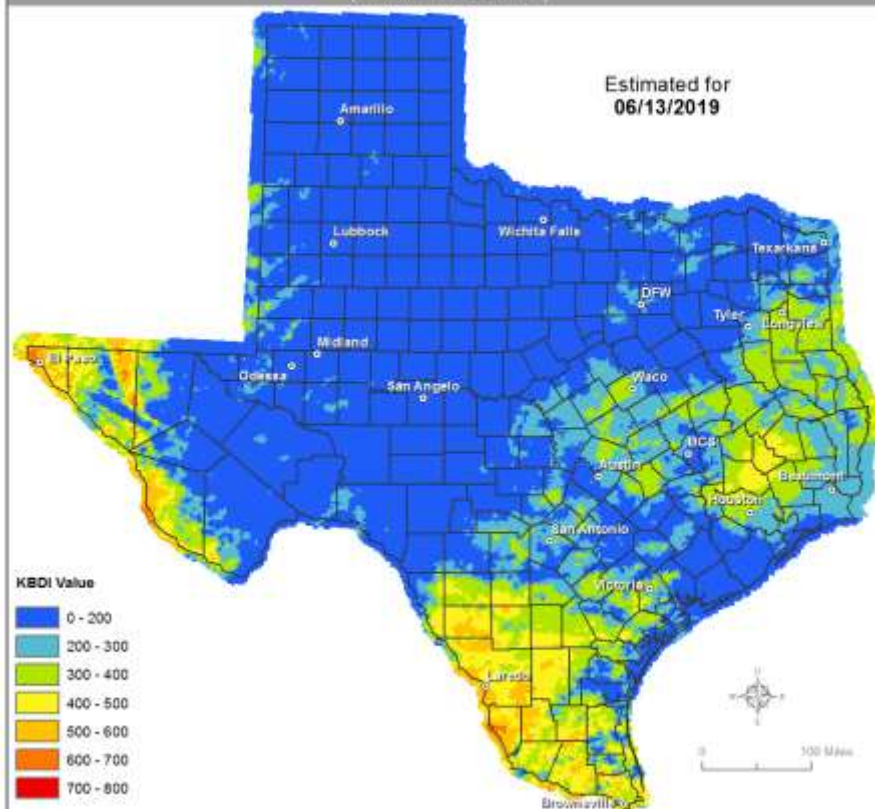 Estimated for
06/13/2019
Amarillo
Lubbock
Wichita Falls
Texarkana
DFW
Tyler
Longview
Midland
El Paso
Odessa
San Angelo
Waco
BCS
Austin
Beaumont
Houston
San Antonio
Victoria
Laredo
Brownsville
KBDI Value
0 - 200
200 - 300
300 - 400
400 - 500
500 - 600
600 - 700
700 - 800
0 100 Miles